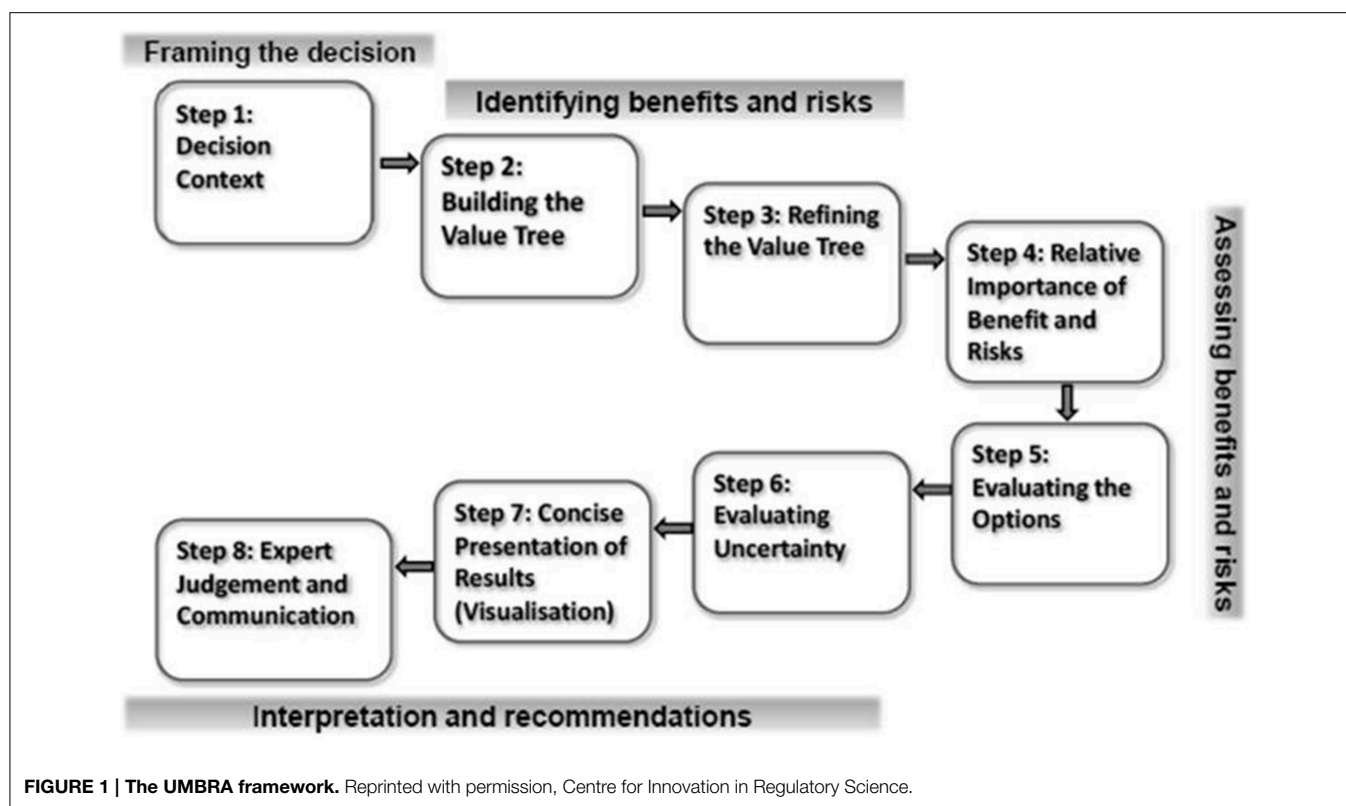 Framing the decision
Step 1:
Decision
Context
Identifying benefits and risks
Step 2:
Building the
Value Tree
Step 3: Refining
the Value Tree
Step 4: Relative
Importance of
Benefit and
Risks
Assessing benefits and risks
Step 5:
Evaluating the
Options
Step 6:
Evaluating
Uncertainty
Step 7: Concise
Presentation of
Results
(Visualisation)
Step 8: Expert
Judgement and
Communication
Interpretation and recommendations
FIGURE 1 | The UMBRA framework. Reprinted with permission, Centre for Innovation in Regulatory Science.